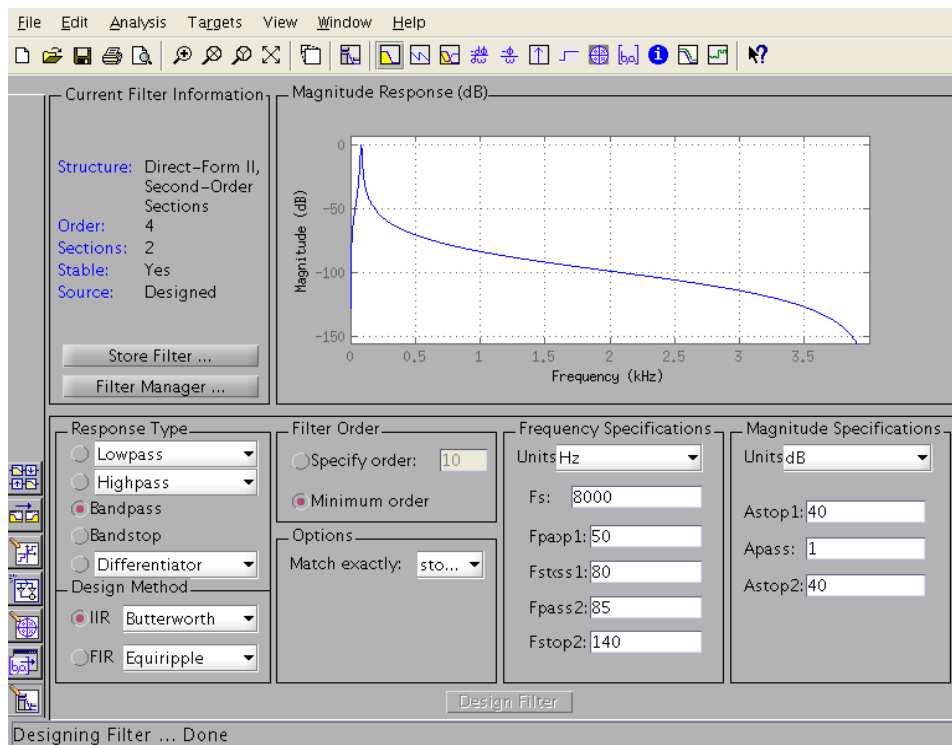 File Edit Analysis Targets View Window Help
Current Filter Information
Structure: Direct-Form II,
Second-Order
Sections
Order: 4
Sections: 2
Stable: Yes
Source: Designed
Store Filter ...
Filter Manager ...
Magnitude Response (dB)
Magnitude (dB)
0
-50
-100
-150
0 0.5 1 1.5 2 2.5 3 3.5
Frequency (kHz)
Response Type
Lowpass
Highpass
Bandpass
Bandstop
Differentiator
Design Method
IIR Butterworth
FIR Equiripple
Filter Order
Specify order: 10
Minimum order
Options
Match exactly: sto...
Frequency Specifications
Units Hz
Fs: 8000
50
80
Fpass2: 85
Fstop2: 140
Magnitude Specifications
Units dB
Astop1: 40
Apass: 1
Astop2: 40
Design Filter
Designing Filter ... Done